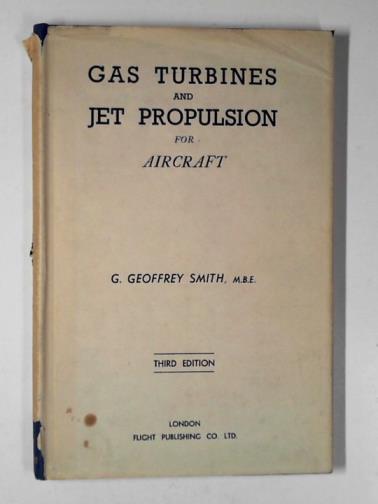 GAS TURBINES
AND
JET PROPULSION
FOR
AIRCRAFT
G. GEOFFREY SMITH, M.B.E.
THIRD EDITION
LONDON
FLIGHT PUBLISHING CO. LTD.